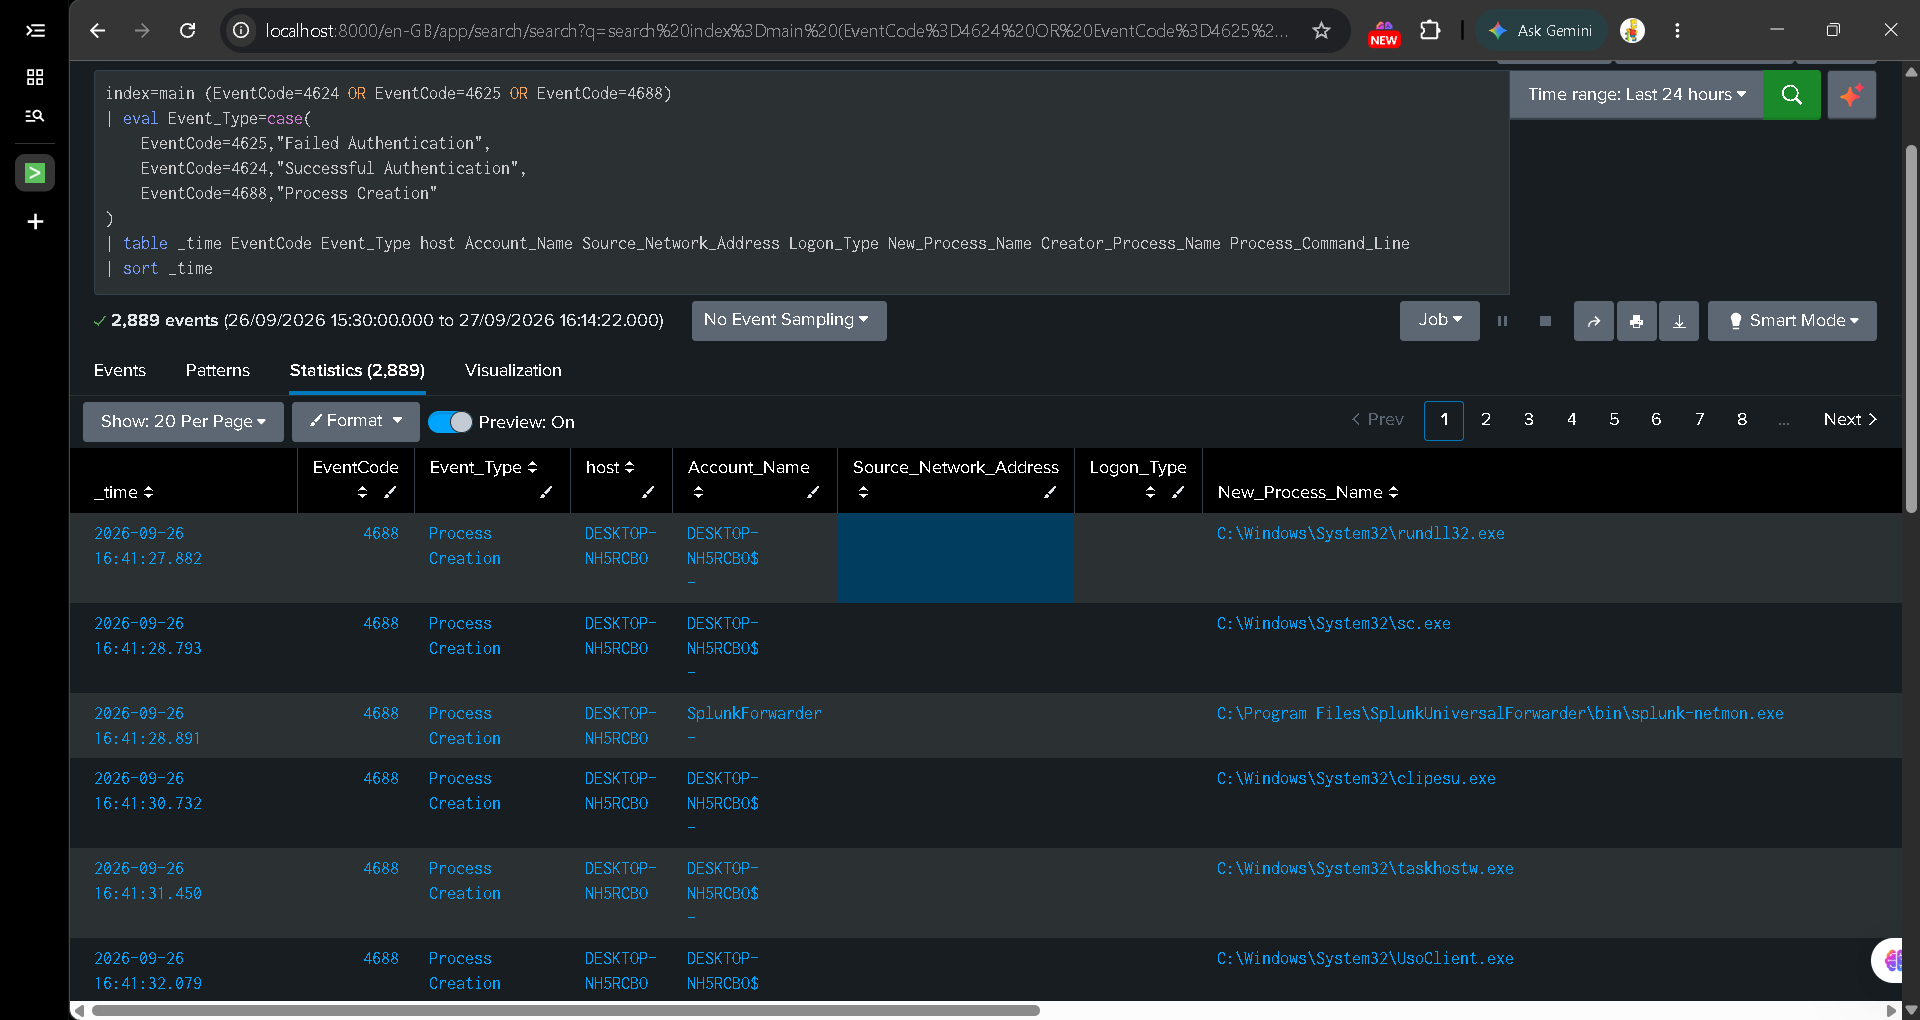 localhost:8000/en-GB/app/search/search?q=search%20index%3Dmain%20(EventCode%3D4624%20OR%20EventCode%3D4625%2...
NEW
Ask Gemini
index=main (EventCode=4624 OR EventCode=4625 OR EventCode=4688)
| eval Event_Type=case(
EventCode=4625,"Failed Authentication",
EventCode=4624,"Successful Authentication",
EventCode=4688,"Process Creation"
)
| table _time EventCode Event_Type host Account_Name Source_Network_Address Logon_Type New_Process_Name Creator_Process_Name Process_Command_Line
| sort _time
Time range: Last 24 hours
2,889 events (26/09/2026 15:30:00.000 to 27/09/2026 16:14:22.000)
No Event Sampling
Job
Smart Mode
Events Patterns Statistics (2,889) Visualization
Show: 20 Per Page
Format
Preview: On
< Prev 1 2 3 4 5 6 7 8 ... Next >
_time EventCode Event_Type host Account_Name Source_Network_Address Logon_Type New_Process_Name
2026-09-26 4688 Process DESKTOP- DESKTOP- C:\Windows\System32\rundll32.exe
16:41:27.882 Creation NH5RCBO NH5RCBO$
-
2026-09-26 4688 Process DESKTOP- DESKTOP- C:\Windows\System32\sc.exe
16:41:28.793 Creation NH5RCBO NH5RCBO$
-
2026-09-26 4688 Process DESKTOP- SplunkForwarder C:\Program Files\SplunkUniversalForwarder\bin\splunk-netmon.exe
16:41:28.891 Creation NH5RCBO -
2026-09-26 4688 Process DESKTOP- DESKTOP- C:\Windows\System32\clipesu.exe
16:41:30.732 Creation NH5RCBO NH5RCBO$
-
2026-09-26 4688 Process DESKTOP- DESKTOP- C:\Windows\System32\taskhostw.exe
16:41:31.450 Creation NH5RCBO NH5RCBO$
-
2026-09-26 4688 Process DESKTOP- DESKTOP- C:\Windows\System32\UsoClient.exe
16:41:32.079 Creation NH5RCBO NH5RCBO$